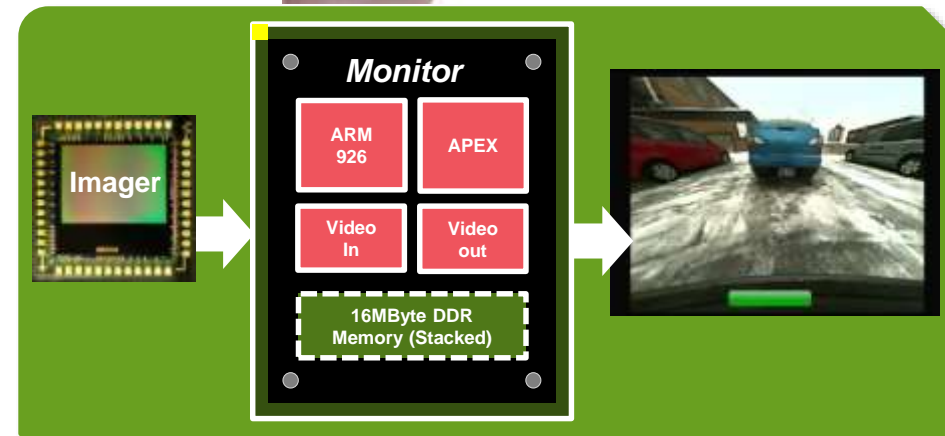 Monitor
ARM
926
APEX
Imager
Video
In
Video
out
16MByte DDR
Memory (Stacked)